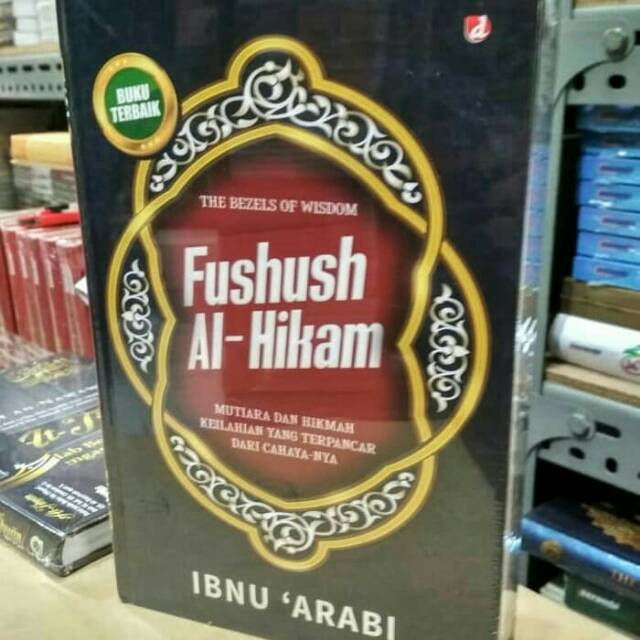 BUKU
TERBAIK
THE BEZELS OF WISDOM
Fushush
Al-Hikam
MUTIARA DAN HIKMAH
KEILAHIAN YANG TERPANCAR
DARI CAHAYA-NYA
IBNU ‘ARABI